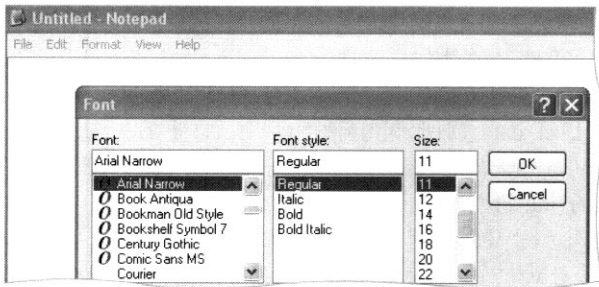 Untitled - Notepad
File Edit Format View Help
Font
Font: Font style: Size:
Arial Narrow Regular 11 OK
Arial Narrow Regular 11 Cancel
Book Antiqua Italic 12
Bookman Old Style Bold 14
Bookshelf Symbol 7 Bold Italic 16
Century Gothic 18
Comic Sans MS 20
Courier 22